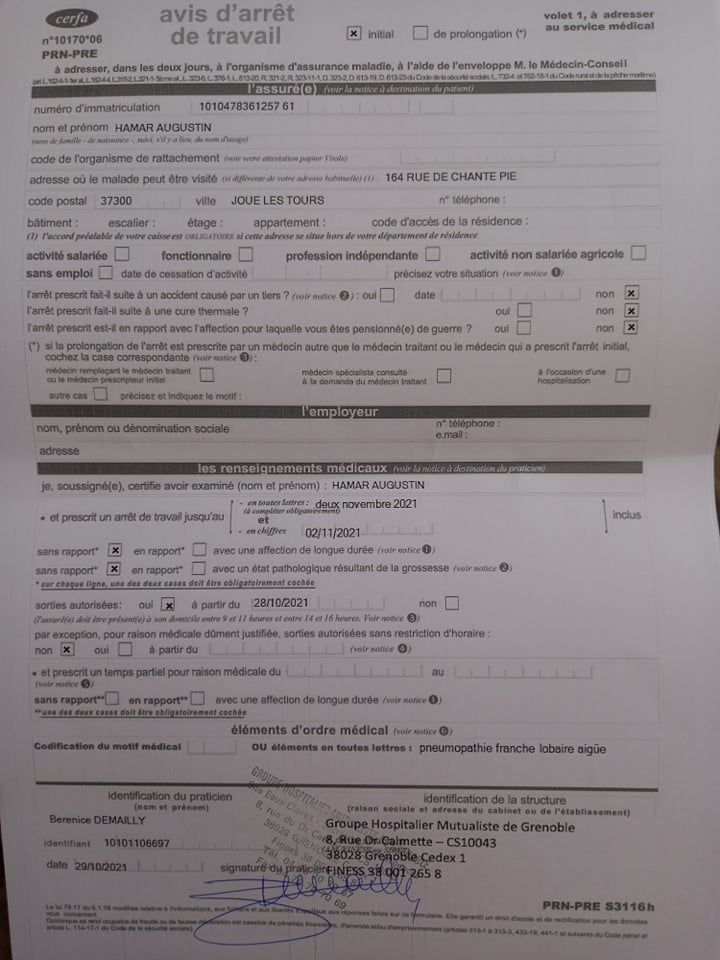 cerfa
n°10170*06
PRN-PRE
avis d'arrêt
de travail
x initial
de prolongation (*)
volet 1, à adresser
au service médical
à adresser, dans les deux jours, à l'organisme d'assurance maladie, à l'aide de l'enveloppe M. le Médecin-Conseil
l'assuré(e) (voir la notice à destination du patient)
numéro d'immatriculation 1010478361257 61
nom et prénom HAMAR AUGUSTIN
(nom de famille - de naissance -, suivi, s'il y a lieu, du nom d'usage)
code de l'organisme de rattachement (voir votre attestation papier Vitale)
adresse où le malade peut être visité (si différente de votre adresse habituelle) (1) 164 RUE DE CHANTE PIE
code postal 37300 ville JOUE LES TOURS n° téléphone :
bâtiment : escalier : étage : appartement : code d'accès de la résidence :
(1) l'accord préalable de votre caisse est OBLIGATOIRE si cette adresse se situe hors de votre département de résidence
activité salariée fonctionnaire profession indépendante activité non salariée agricole
sans emploi date de cessation d'activité précisez votre situation (voir notice 1)
l'arrêt prescrit fait-il suite à un accident causé par un tiers ? (voir notice 2) : oui date non x
l'arrêt prescrit fait-il suite à une cure thermale ? oui non x
l'arrêt prescrit est-il en rapport avec l'affection pour laquelle vous êtes pensionné(e) de guerre ? oui non x
(*) si la prolongation de l'arrêt est prescrite par un médecin autre que le médecin traitant ou le médecin qui a prescrit l'arrêt initial,
cochez la case correspondante (voir notice 3) :
médecin remplaçant le médecin traitant
ou le médecin prescripteur initial
médecin spécialiste consulté
à la demande du médecin traitant
à l'occasion d'une
hospitalisation
autre cas précisez et indiquez le motif :
l'employeur
nom, prénom ou dénomination sociale
n° téléphone :
e.mail :
adresse
les renseignements médicaux (voir la notice à destination du praticien)
je, soussigné(e), certifie avoir examiné (nom et prénom) : HAMAR AUGUSTIN
- en toutes lettres : deux novembre 2021
(à compléter obligatoirement)
• et prescrit un arrêt de travail jusqu'au et inclus
- en chiffres 02/11/2021
sans rapport* x en rapport* avec une affection de longue durée (voir notice 1)
sans rapport* x en rapport* avec un état pathologique résultant de la grossesse (voir notice 2)
* sur chaque ligne, une des deux cases doit être obligatoirement cochée
sorties autorisées: oui x à partir du 28/10/2021 non
(l'assuré(e) doit être présent(e) à son domicile entre 9 et 11 heures et entre 14 et 16 heures. Voir notice 3)
par exception, pour raison médicale dûment justifiée, sorties autorisées sans restriction d'horaire :
non x oui à partir du (voir notice 4)
• et prescrit un temps partiel pour raison médicale du au
(voir notice 5)
sans rapport** en rapport** avec une affection de longue durée (voir notice 1)
**une des deux cases doit être obligatoirement cochée
éléments d'ordre médical (voir notice 6)
Codification du motif médical OU éléments en toutes lettres : pneumopathie franche lobaire aigüe
identification du praticien
(nom et prénom)
identification de la structure
(raison sociale et adresse du cabinet ou de l'établissement)
Berenice DEMAILLY
Groupe Hospitalier Mutualiste de Grenoble
identifiant 10101106697
8, Rue Dr Calmette – CS10043
38028 Grenoble Cedex 1
date 29/10/2021
signature du praticien FINESS 38 001 265 8
PRN-PRE S3116h